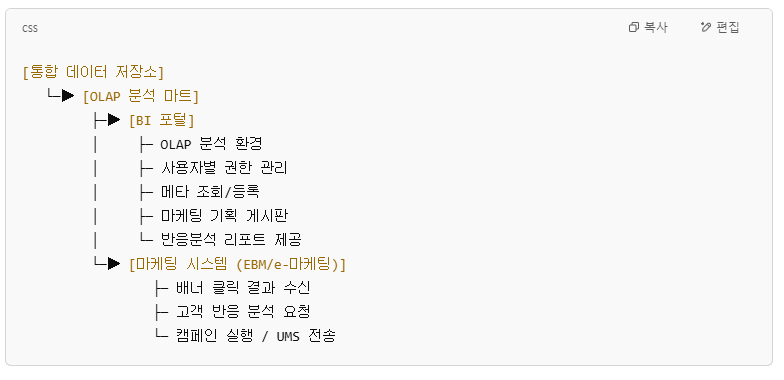 css 복사 편집
[통합 데이터 저장소]
└─▶ [OLAP 분석 마트]
├─▶ [BI 포털]
│ ├─ OLAP 분석 환경
│ ├─ 사용자별 권한 관리
│ ├─ 메타 조회/등록
│ ├─ 마케팅 기획 게시판
│ └─ 반응분석 리포트 제공
└─▶ [마케팅 시스템 (EBM/e-마케팅)]
├─ 배너 클릭 결과 수신
├─ 고객 반응 분석 요청
└─ 캠페인 실행 / UMS 전송